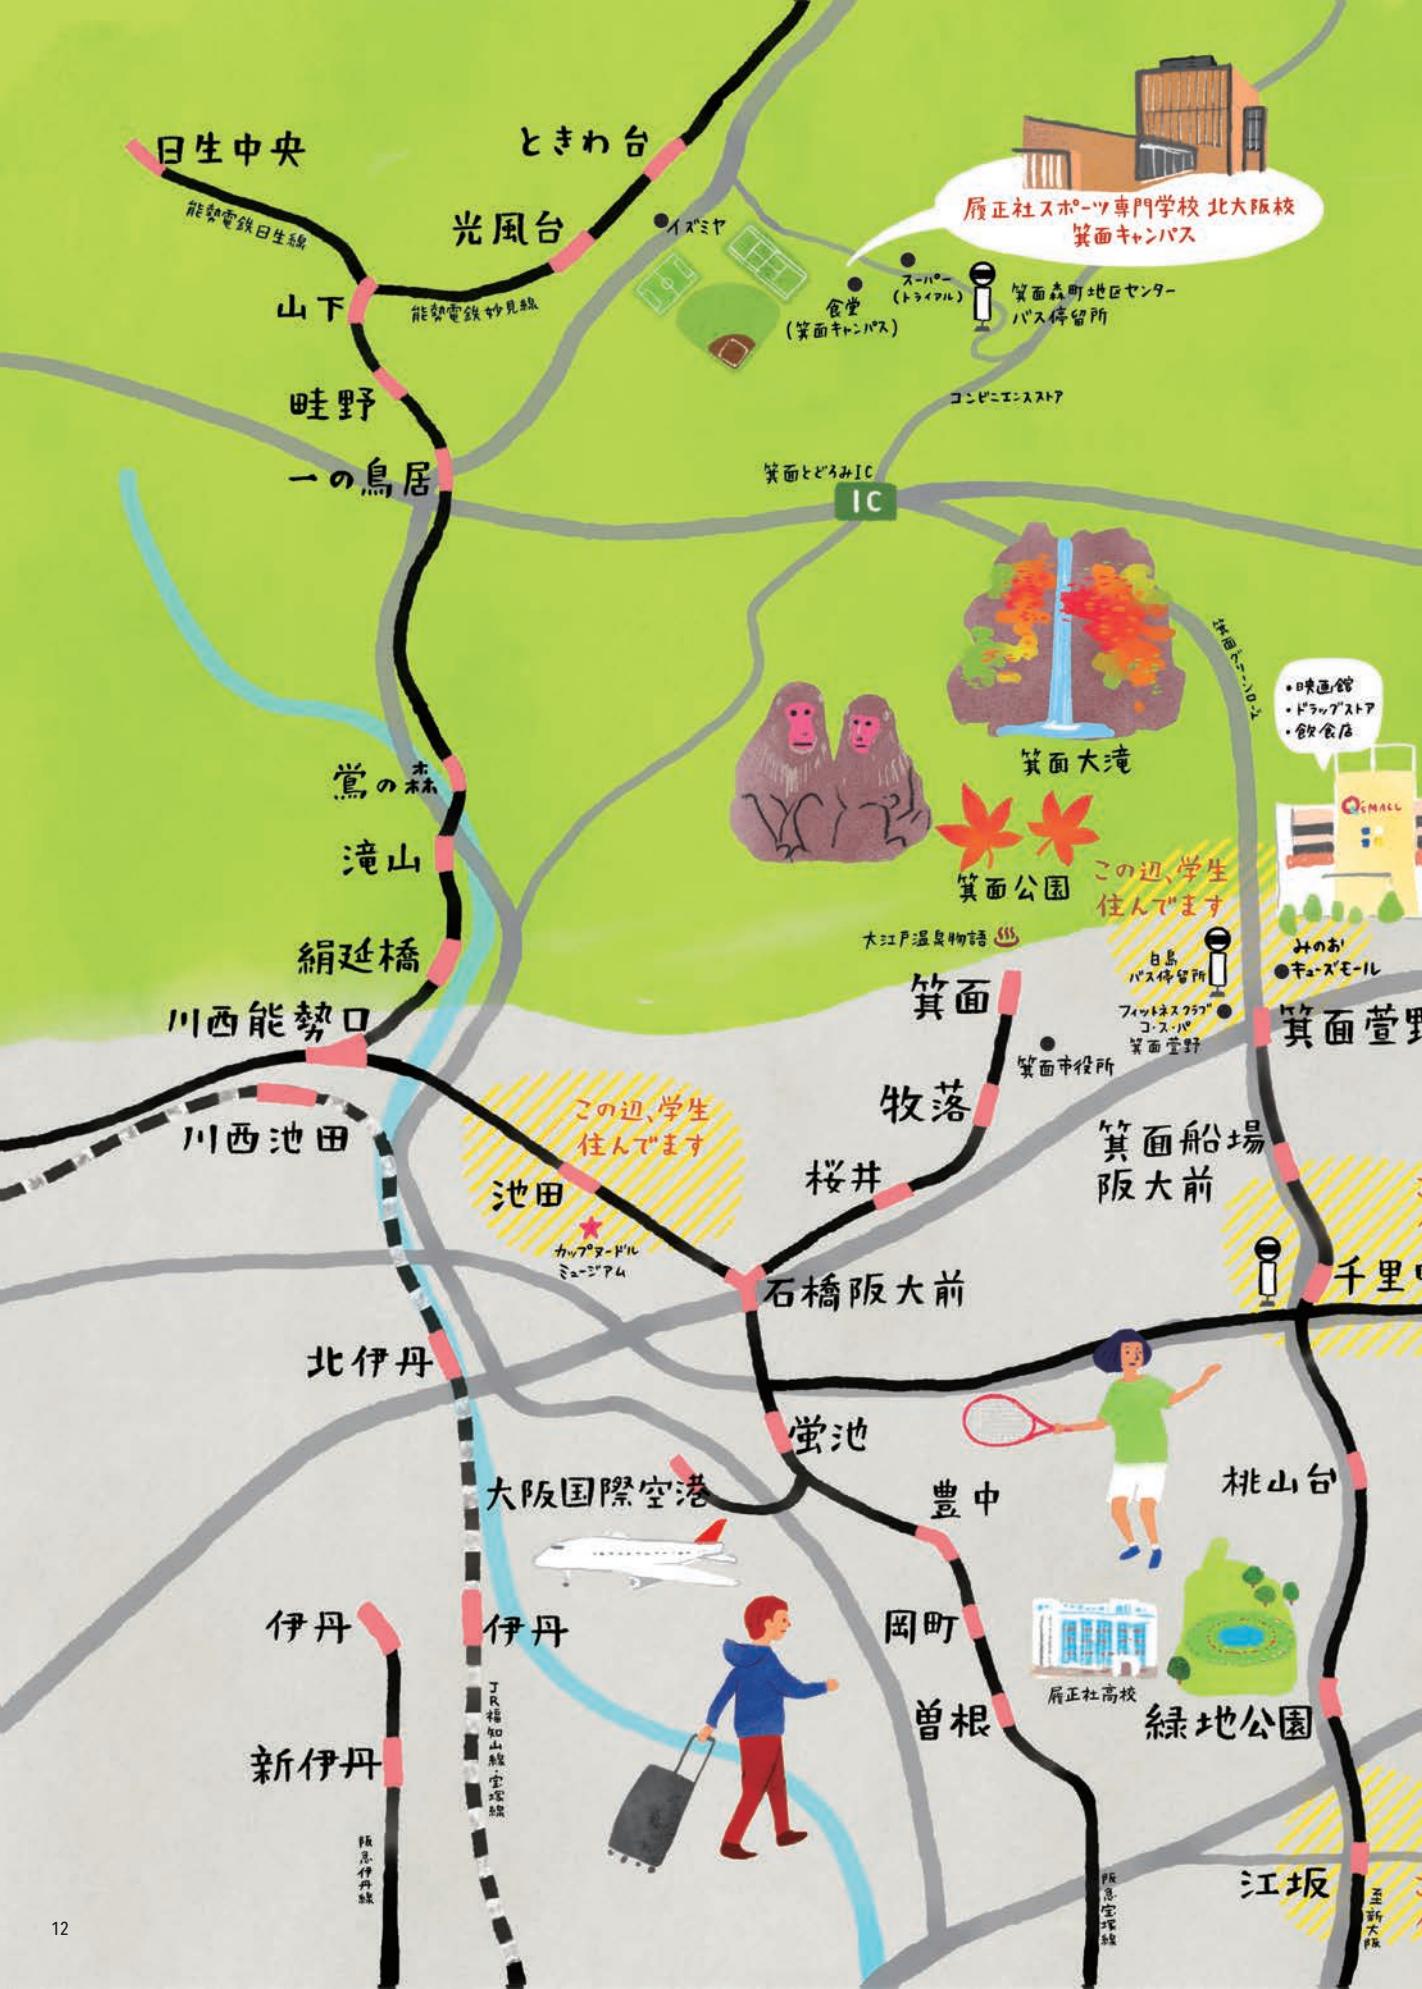 日生中央
能勢電鉄日生線
ときわ台
光風台
イズミヤ
履正社スポーツ専門学校 北大阪校
箕面キャンパス
スーパー
(トライアル)
食堂
(箕面キャンパス)
箕面森町地区センター
バス停留所
山下
能勢電鉄妙見線
畦野
コンビニエンスストア
一の鳥居
箕面とどろみIC
IC
箕面グリーンロード
・映画館
・ドラッグストア
・飲食店
Q'sMALL
箕面大滝
鴬の森
滝山
箕面公園
この辺、学生
住んでます
大江戸温泉物語
絹延橋
箕面
白島
バス停留所
みのお
キューズモール
川西能勢口
フィットネスクラブ
コ・ス・パ
箕面萱野
箕面萱野
箕面市役所
川西池田
この辺、学生
住んでます
牧落
箕面船場
阪大前
池田
桜井
カップヌードル
ミュージアム
石橋阪大前
千里
北伊丹
蛍池
大阪国際空港
豊中
桃山台
伊丹
伊丹
岡町
履正社高校
曽根
緑地公園
新伊丹
JR福知山線・宝塚線
阪急伊丹線
江坂
阪急宝塚線
至新大阪
12